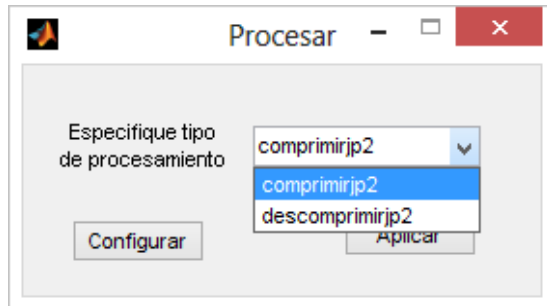 Procesar
Especifique tipo
de procesamiento
comprimirjp2
comprimirjp2
descomprimirjp2
Configurar
Aplicar